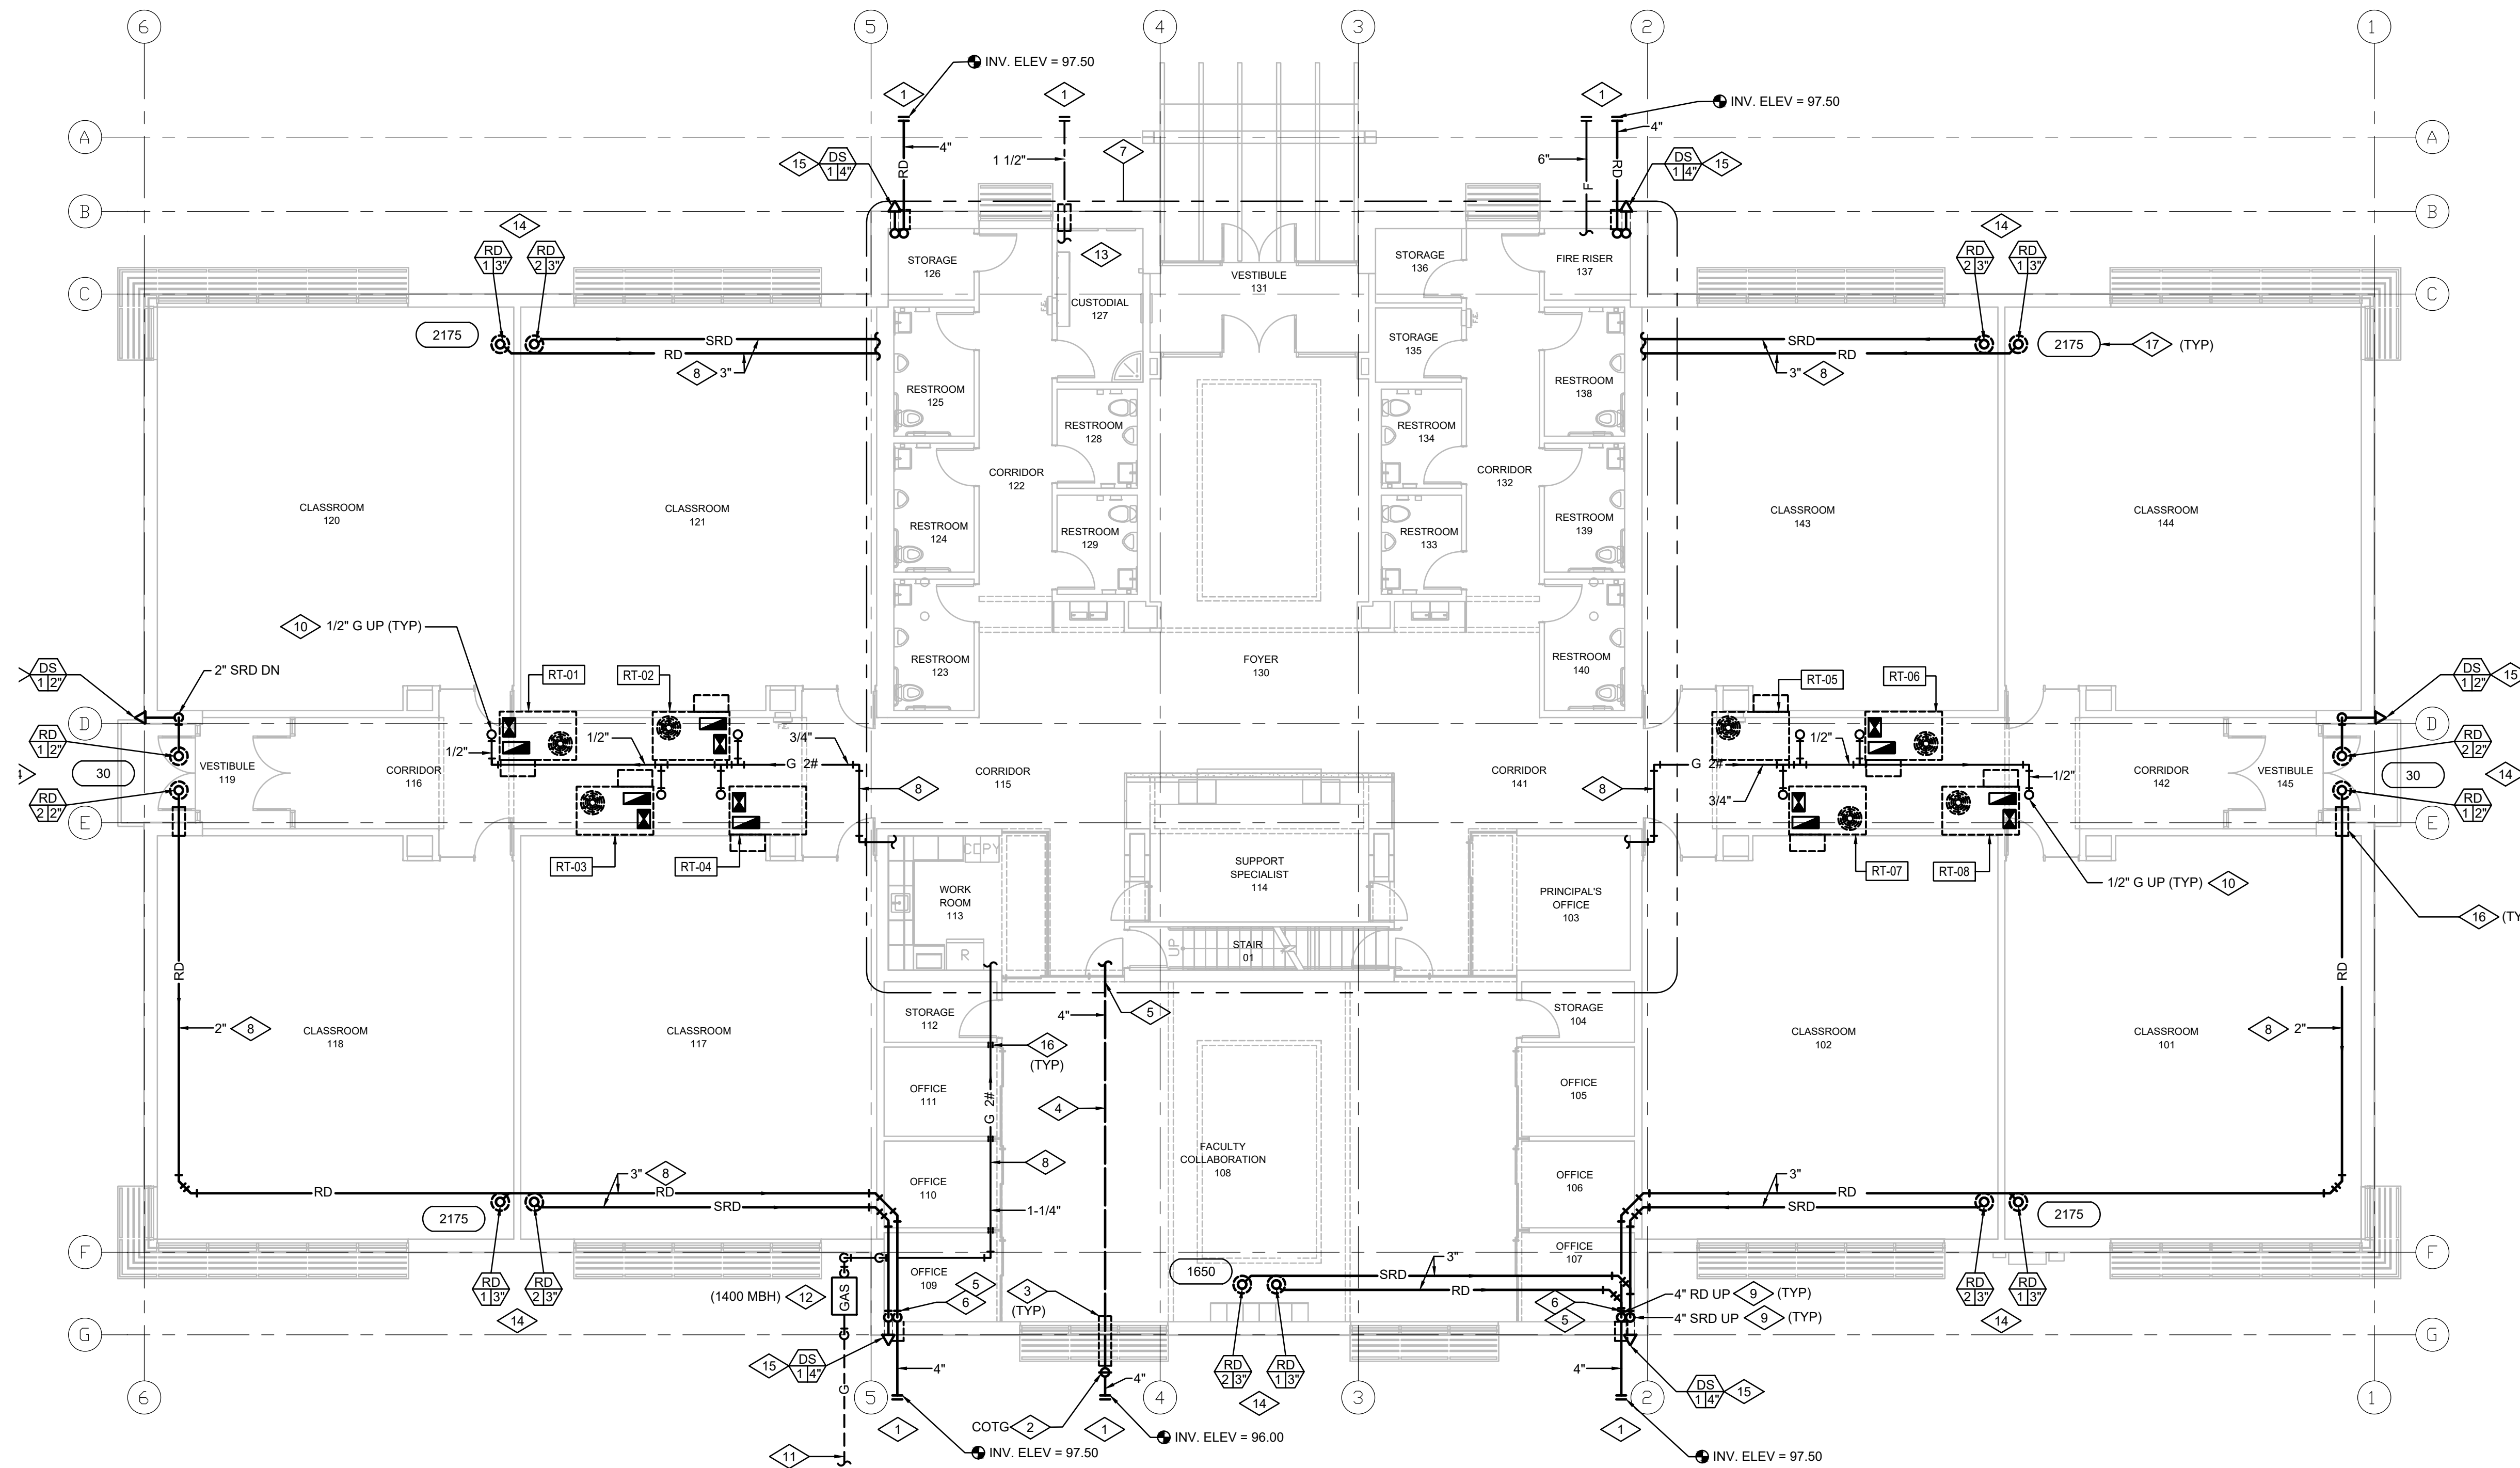 6
5
4
3
2
1
INV. ELEV = 97.50
1
1
1
INV. ELEV = 97.50
A
4"
RD
1 1/2"
7
6"
F
4"
RD
A
15
DS
1 4"
DS
1 4"
15
B
14
14
B
RD
1 3"
RD
2 3"
STORAGE
126
13
VESTIBULE
131
STORAGE
136
FIRE RISER
137
RD
2 3"
RD
1 3"
C
CUSTODIAL
127
C
2175
SRD
RD
8 3"
STORAGE
135
SRD
RD
3" 8
2175
17 (TYP)
RESTROOM
125
RESTROOM
128
RESTROOM
134
RESTROOM
138
CLASSROOM
120
CLASSROOM
121
CORRIDOR
122
CORRIDOR
132
CLASSROOM
143
CLASSROOM
144
RESTROOM
124
RESTROOM
129
RESTROOM
133
RESTROOM
139
10 1/2" G UP (TYP)
RESTROOM
123
FOYER
130
RESTROOM
140
DS
1 2"
2" SRD DN
RT-01
RT-02
RT-05
RT-06
DS
1 2"
15
D
D
RD
1 2"
1/2"
1/2"
3/4"
1/2"
RD
2 2"
30
VESTIBULE
119
CORRIDOR
116
G 2#
CORRIDOR
115
CORRIDOR
141
G 2#
1/2"
CORRIDOR
142
VESTIBULE
145
30
14
8
8
3/4"
RD
2 2"
RD
1 2"
E
E
COPY
RT-03
RT-04
SUPPORT
SPECIALIST
114
RT-07
RT-08
1/2" G UP (TYP) 10
WORK
ROOM
113
PRINCIPAL'S
OFFICE
103
16
R
UP
STAIR
01
RD
RD
STORAGE
112
4"
5
STORAGE
104
2" 8
CLASSROOM
118
CLASSROOM
117
16
(TYP)
CLASSROOM
102
CLASSROOM
101
8 2"
OFFICE
111
G 2#
4
OFFICE
105
FACULTY
COLLABORATION
108
8
OFFICE
110
OFFICE
106
3" 8
3"
RD
RD
SRD
1-1/4"
RD
SRD
2175
2175
F
OFFICE
109
OFFICE
107
F
1650
SRD
3"
RD
RD
1 3"
RD
2 3"
14
(1400 MBH) 12
GAS
5
6
3
(TYP)
6
5
4" RD UP 9 (TYP)
4" SRD UP 9 (TYP)
RD
2 3"
RD
1 3"
14
G
G
15
DS
1 4"
G
4"
4"
RD
2 3"
RD
1 3"
14
4"
DS
1 4"
15
6
5
4
3
2
1
1
COTG 2
1
1
INV. ELEV = 96.00
INV. ELEV = 97.50
INV. ELEV = 97.50
11